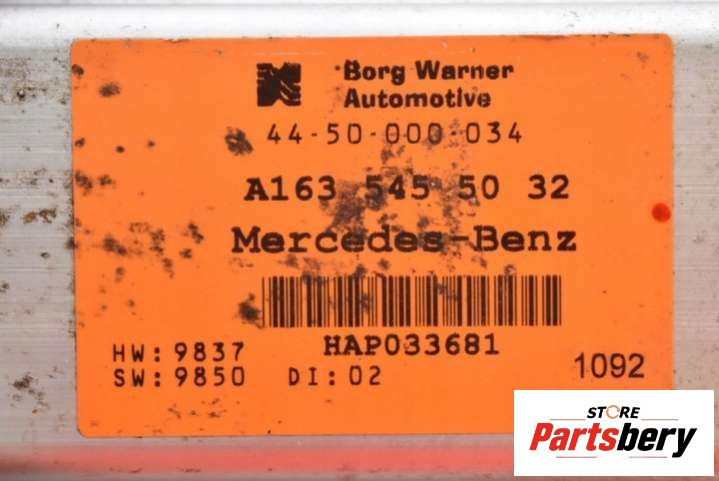 Borg Warner
Automotive
44-50-000-034
A163 545 50 32
Mercedes-Benz
HAP033681
HW:9837
SW:9850 DI:02 1092
STORE
Partsbery